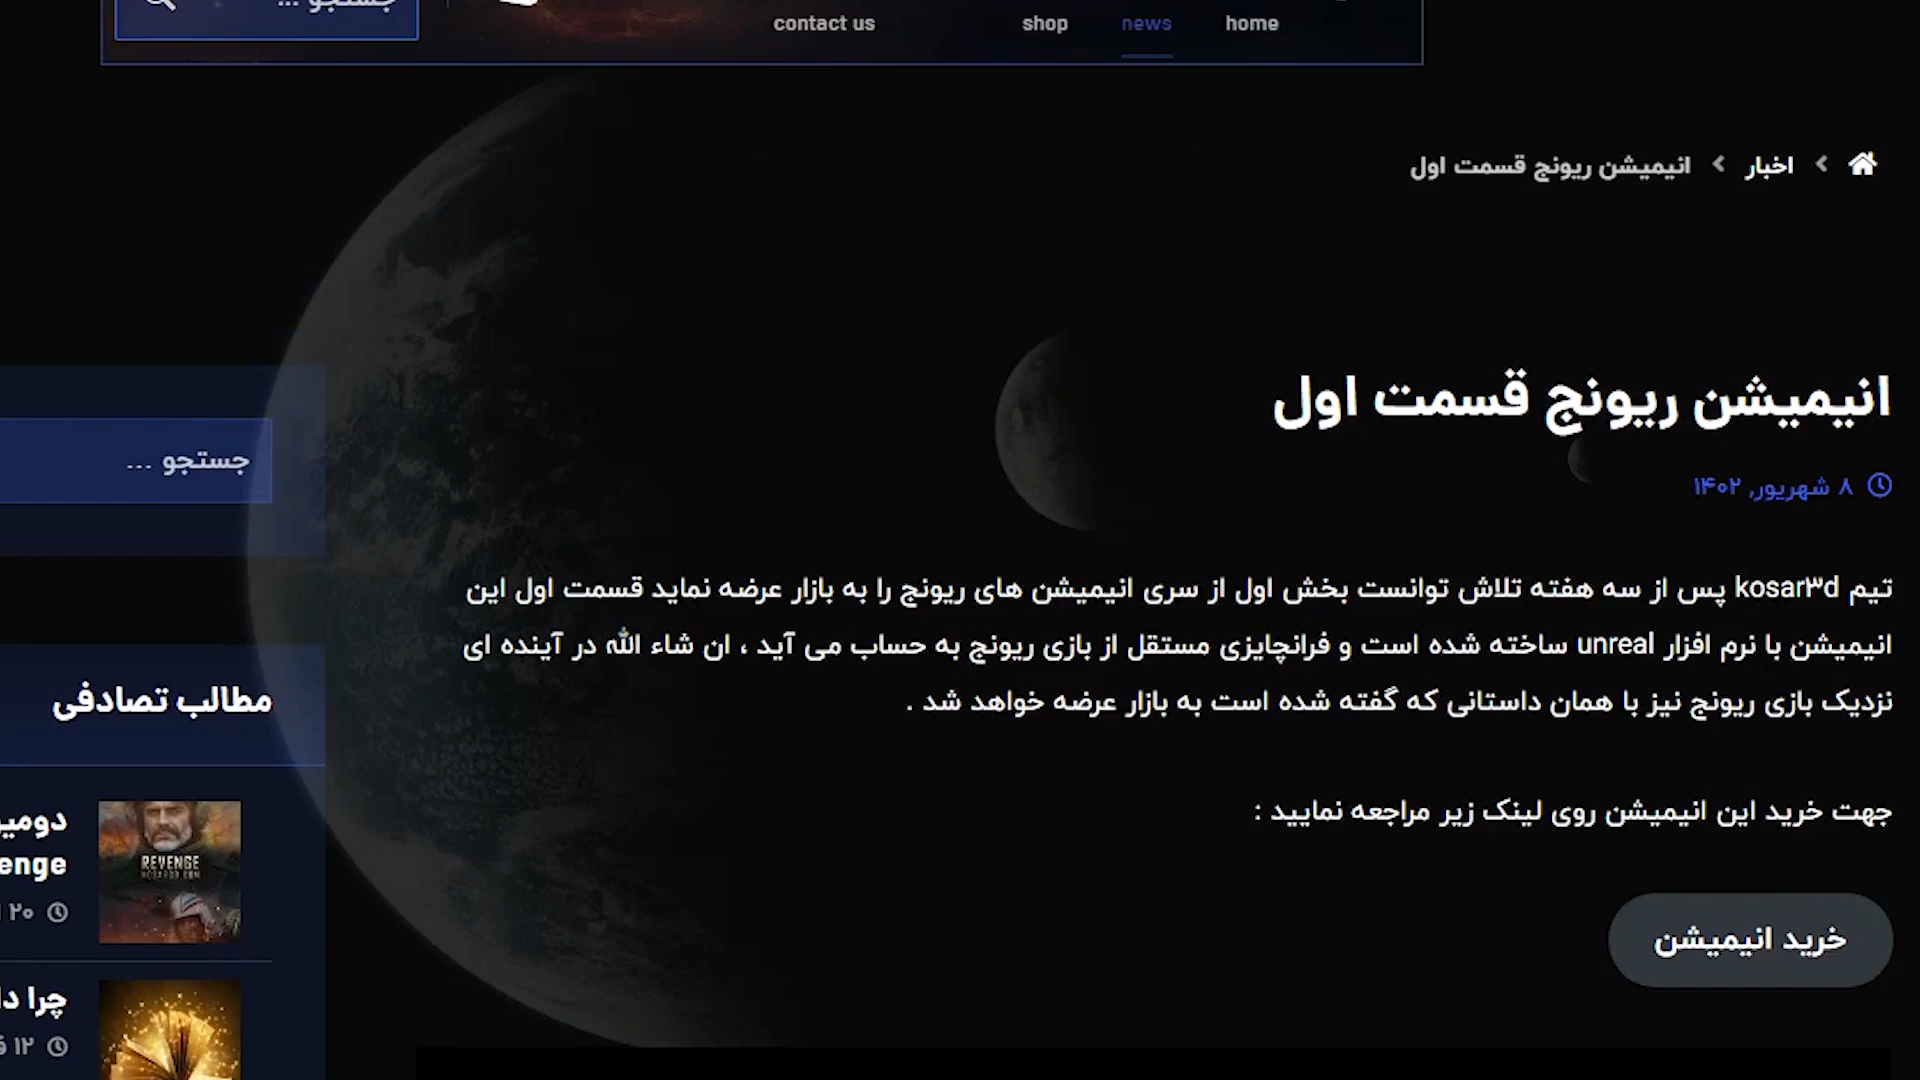 home
news
shop
contact us
اخبار
انیمیشن ریونج قسمت اول
انیمیشن ریونج قسمت اول
۸ شهریور, ۱۴۰۲
تیم kosar۳d پس از سه هفته تلاش توانست بخش اول از سری انیمیشن های ریونج را به بازار عرضه نماید قسمت اول این
انیمیشن با نرم افزار unreal ساخته شده است و فرانچایزی مستقل از بازی ریونج به حساب می آید ، ان شاء الله در آینده ای
نزدیک بازی ریونج نیز با همان داستانی که گفته شده است به بازار عرضه خواهد شد .
جهت خرید این انیمیشن روی لینک زیر مراجعه نمایید :
خرید انیمیشن
جستجو ...
جستجو ...
مطالب تصادفی
REVENGE
۲۰
چرا
۱۲